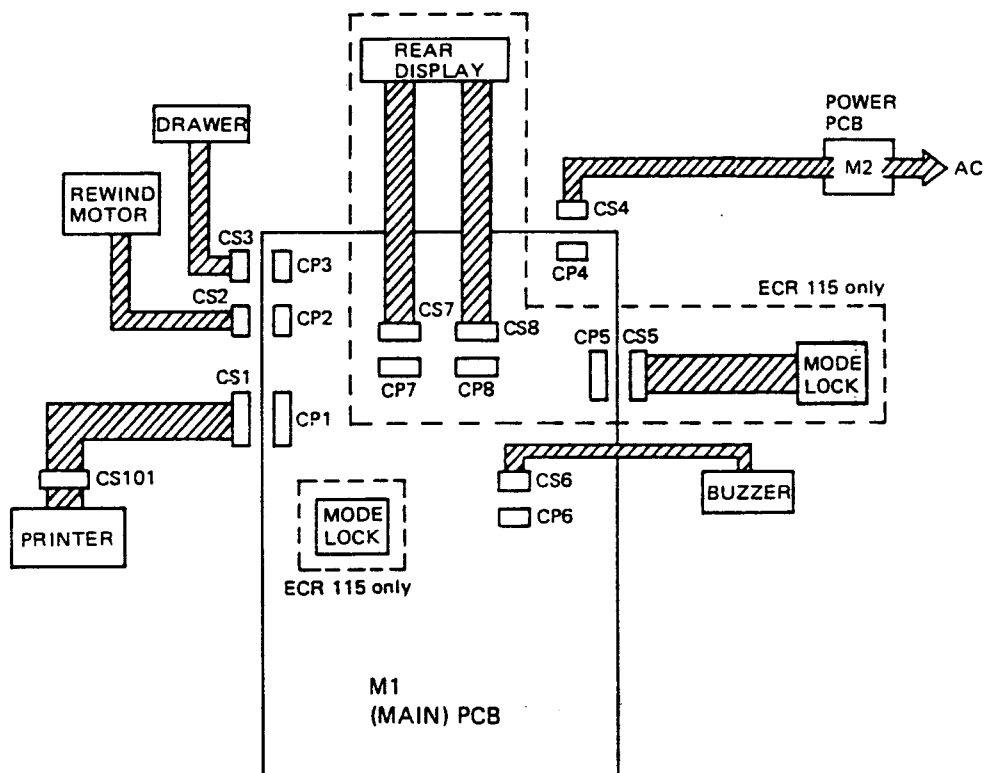 REAR
DISPLAY
DRAWER
POWER
PCB
M2
AC
REWIND
MOTOR
CS4
CS3
CP3
CP4
CS2
CP2
ECR 115 only
CS7
CS8
CP5
CS5
MODE
LOCK
CP7
CP8
CS1
CP1
CS101
CS6
BUZZER
CP6
PRINTER
MODE
LOCK
ECR 115 only
M1
(MAIN) PCB